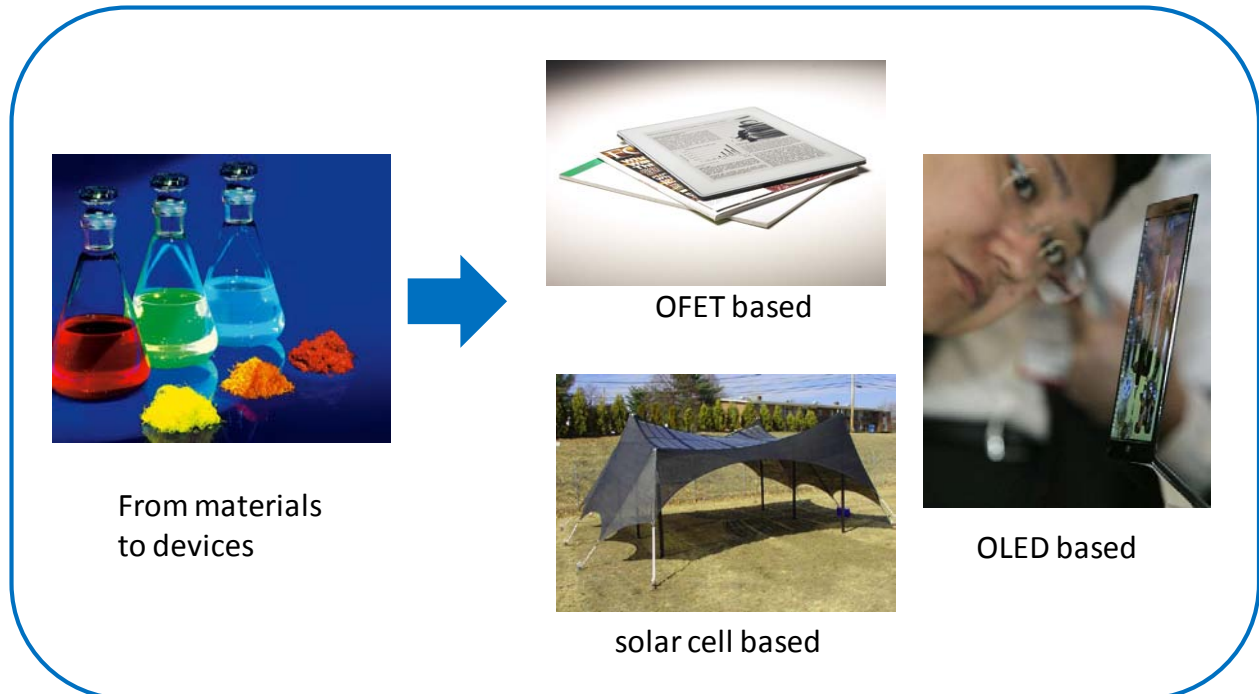 From materials
to devices
OFET based
solar cell based
OLED based